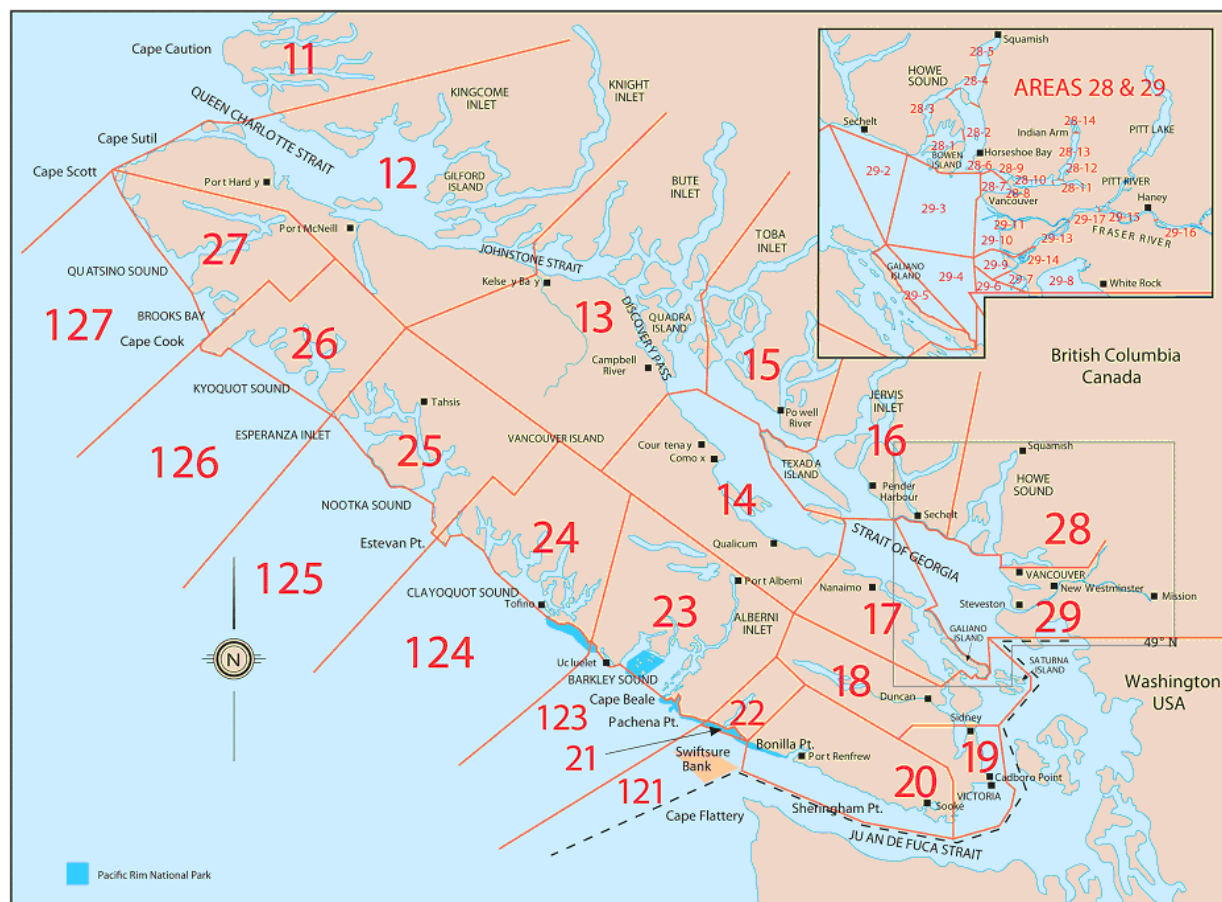 Cape Caution
11
KNIGHT
INLET
KINGCOME
INLET
QUEEN CHARLOTTE STRAIT
Cape Sutil
12
Cape Scott
Port Hard y
GILFORD
ISLAND
BUTE
INLET
27
Port McNeill
TOBA
INLET
QUATSINO SOUND
JOHNSTONE STRAIT
Kelse y Ba y
127
BROOKS BAY
Cape Cook
26
13
DISCOVERY PASS
QUADRA
ISLAND
Campbell
River
15
KYOQUOT SOUND
Tahsis
Po well
River
JERVIS
INLET
ESPERANZA INLET
VANCOUVER ISLAND
Cour tena y
Como x
16
126
25
TEXAD A
ISLAND
NOOTKA SOUND
14
Pender
Harbour
Sechelt
Squamish
HOWE
SOUND
28
Estevan Pt.
24
Qualicum
STRAIT OF GEORGIA
125
CLAYOQUOT SOUND
Tofino
Port Alberni
Nanaimo
VANCOUVER
New Westminster
Mission
Steveston
23
ALBERNI
INLET
17
29
124
GALIANO
ISLAND
49° N
N
Uc luelet
BARKLEY SOUND
SATURNA
ISLAND
18
Duncan
Washington
USA
Cape Beale
123
Pachena Pt.
22
Sidney
21
Bonilla Pt.
Port Renfrew
Swiftsure
Bank
19
Cadboro Point
VICTORIA
121
20
Sooke
Sheringham Pt.
Cape Flattery
JU AN DE FUCA STRAIT
Pacific Rim National Park
British Columbia
Canada
Squamish
28-5
HOWE
SOUND
28-4
AREAS 28 & 29
28-3
Sechelt
28-2
Indian Arm
28-14
PITT LAKE
28-1
BOWEN
ISLAND
Horseshoe Bay
28-13
28-6
28-9
28-12
29-2
28-7
28-10
28-8
28-11
PITT RIVER
Vancouver
Haney
29-3
29-11
29-17
29-15
29-16
29-10
29-13
FRASER RIVER
29-14
GALIANO
ISLAND
29-4
29-9
29-7
29-8
29-5
29-6
White Rock